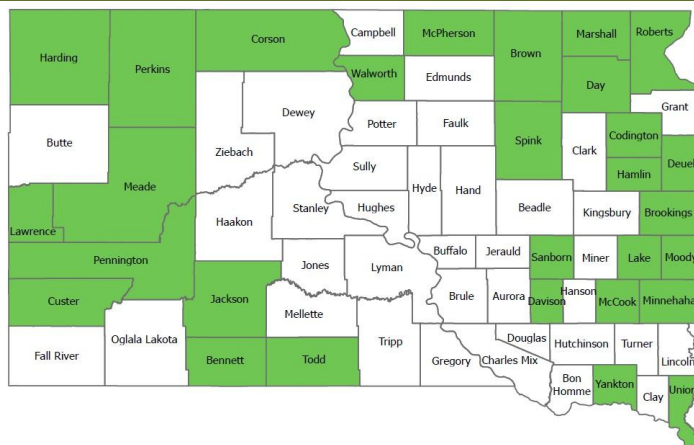 Campbell
McPherson
Corson
Marshall
Roberts
Harding
Perkins
Brown
Walworth
Edmunds
Day
Grant
Dewey
Potter
Faulk
Spink
Codington
Butte
Ziebach
Clark
Deuel
Sully
Hamlin
Meade
Hyde
Hand
Haakon
Stanley
Hughes
Beadle
Kingsbury
Brookings
Lawrence
Buffalo
Jerauld
Sanborn
Miner
Lake
Moody
Pennington
Jones
Lyman
Custer
Jackson
Brule
Aurora
Davison
Hanson
McCook
Minnehaha
Mellette
Oglala Lakota
Fall River
Tripp
Gregory
Douglas
Charles Mix
Hutchinson
Turner
Lincoln
Bennett
Todd
Bon
Homme
Yankton
Clay
Union